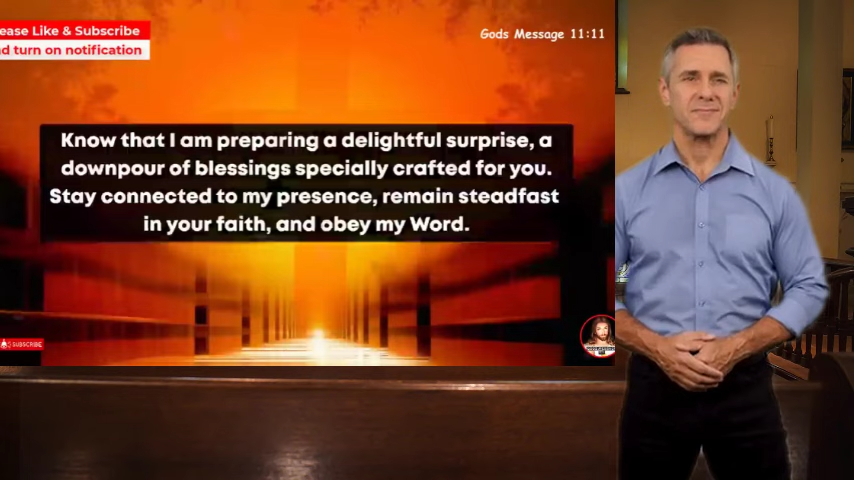 ease Like & Subscribe
nd turn on notification
Gods Message 11:11
Know that I am preparing a delightful surprise, a
downpour of blessings specially crafted for you.
Stay connected to my presence, remain steadfast
in your faith, and obey my Word.
SUBSCRIBE